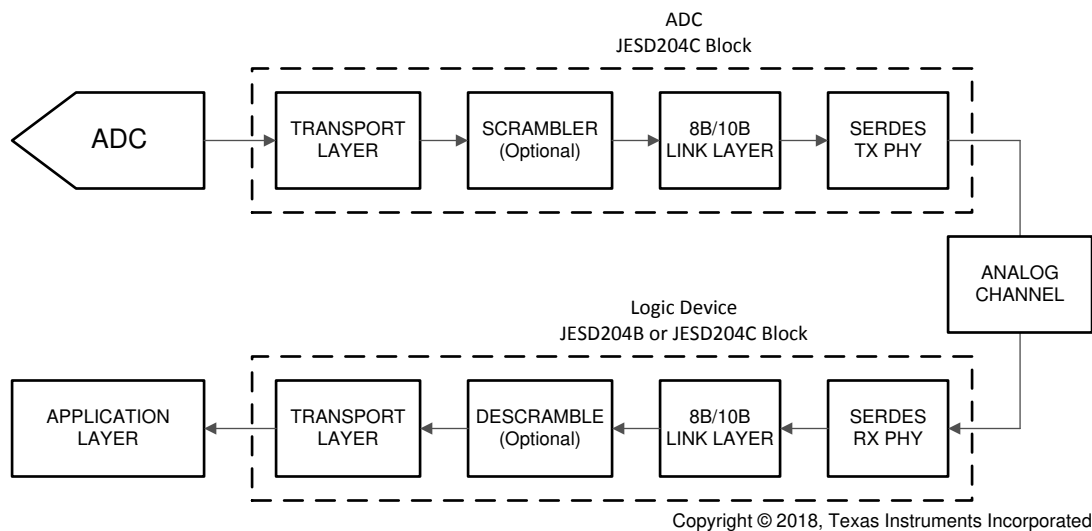 ADC
JESD204C Block
ADC
TRANSPORT
LAYER
SCRAMBLER
(Optional)
8B/10B
LINK LAYER
SERDES
TX PHY
ANALOG
CHANNEL
Logic Device
JESD204B or JESD204C Block
APPLICATION
LAYER
TRANSPORT
LAYER
DESCRAMBLE
(Optional)
8B/10B
LINK LAYER
SERDES
RX PHY
Copyright © 2018, Texas Instruments Incorporated